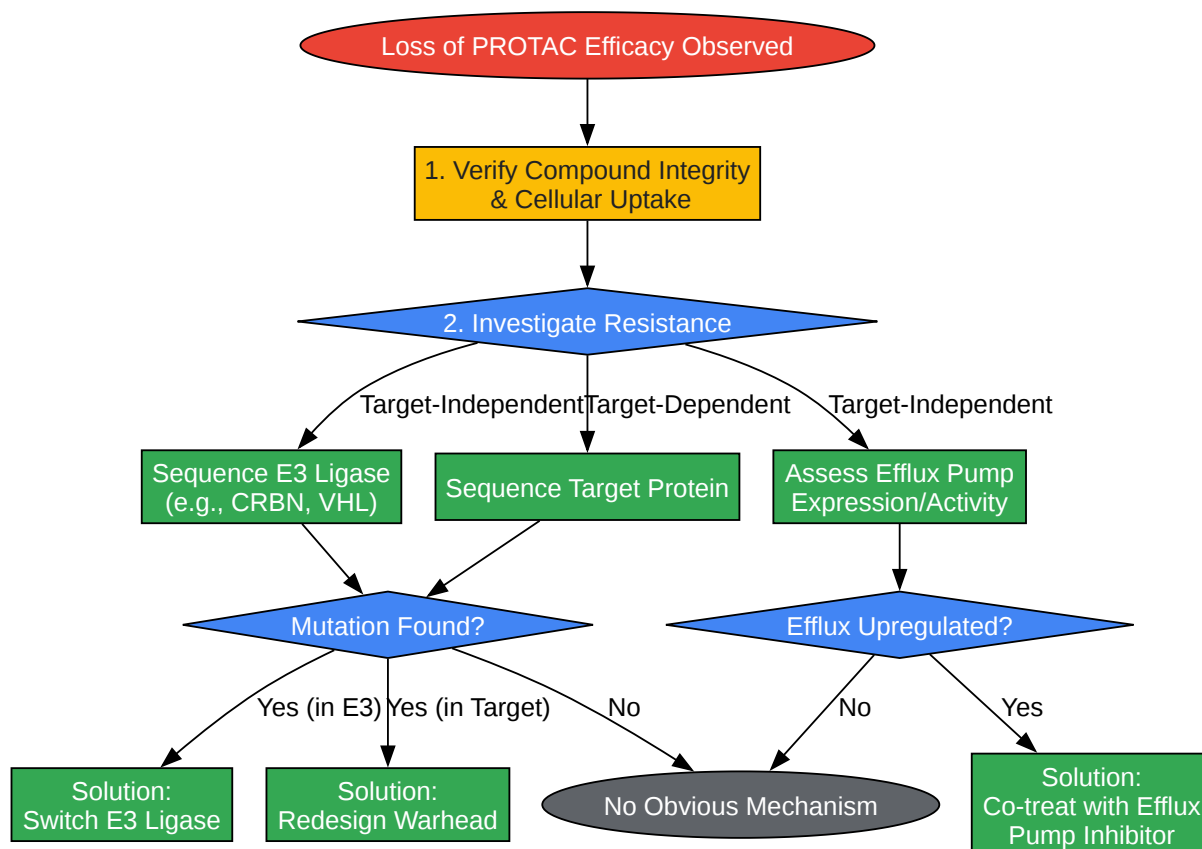 Loss of PROTAC Efficacy Observed
1. Verify Compound Integrity
& Cellular Uptake
2. Investigate Resistance
Target-Independent
Target-Dependent
Target-Independent
Sequence E3 Ligase
(e.g., CRBN, VHL)
Sequence Target Protein
Assess Efflux Pump
Expression/Activity
Mutation Found?
Efflux Upregulated?
Yes (in E3)
Yes (in Target)
No
No
Yes
Solution:
Switch E3 Ligase
Solution:
Redesign Warhead
No Obvious Mechanism
Solution:
Co-treat with Efflux
Pump Inhibitor